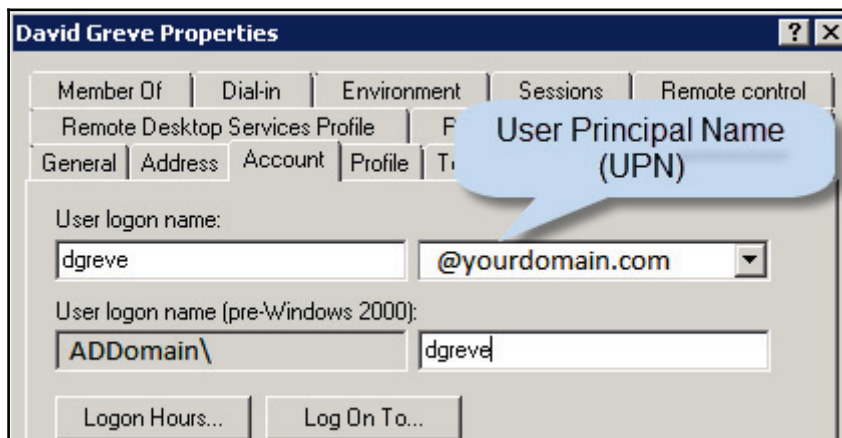 David Greve Properties
Member Of Dial-in Environment Sessions Remote control
Remote Desktop Services Profile
User Principal Name
(UPN)
General Address Account Profile
User logon name:
dgreve @yourdomain.com
User logon name (pre-Windows 2000):
ADDomain\ dgreve
Logon Hours... Log On To...